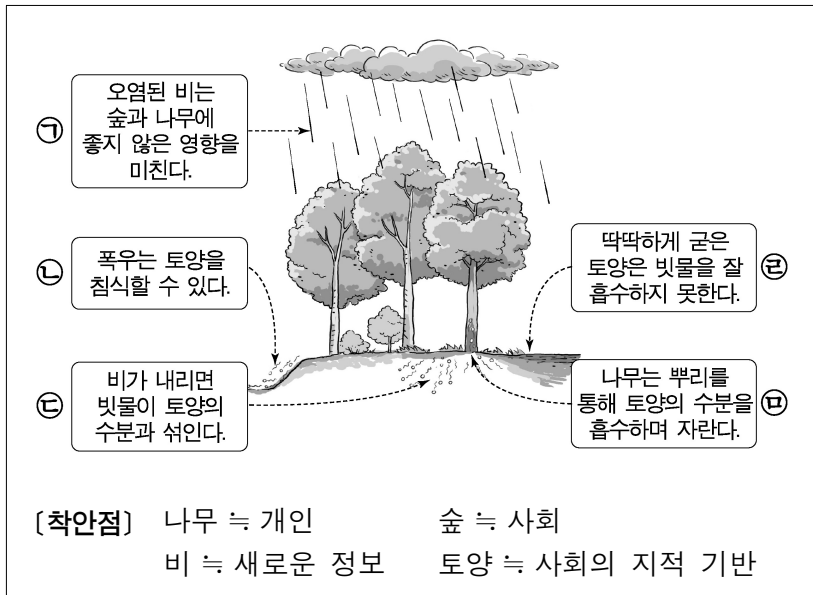 ㉠
오염된 비는
숲과 나무에
좋지 않은 영향을
미친다.
㉡
폭우는 토양을
침식할 수 있다.
㉢
비가 내리면
빗물이 토양의
수분과 섞인다.
딱딱하게 굳은
토양은 빗물을 잘
흡수하지 못한다.
㉣
나무는 뿌리를
통해 토양의 수분을
흡수하며 자란다.
㉤
〔착안점〕 나무 ≒ 개인 숲 ≒ 사회
비 ≒ 새로운 정보 토양 ≒ 사회의 지적 기반